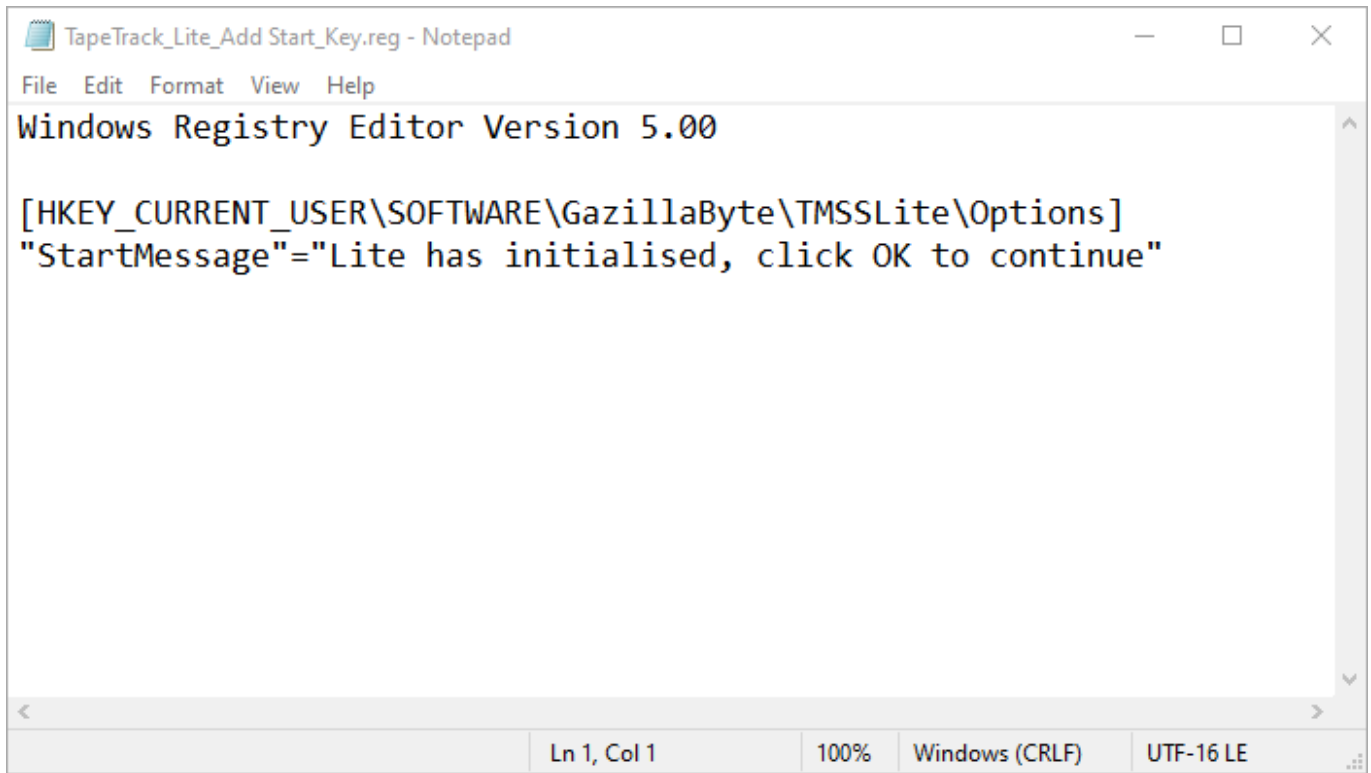 TapeTrack_Lite_Add Start_Key.reg - Notepad
File Edit Format View Help
Windows Registry Editor Version 5.00
[HKEY_CURRENT_USER\SOFTWARE\GazillaByte\TMSSLite\Options]
"StartMessage"="Lite has initialised, click OK to continue"
Ln 1, Col 1 100% Windows (CRLF) UTF-16 LE